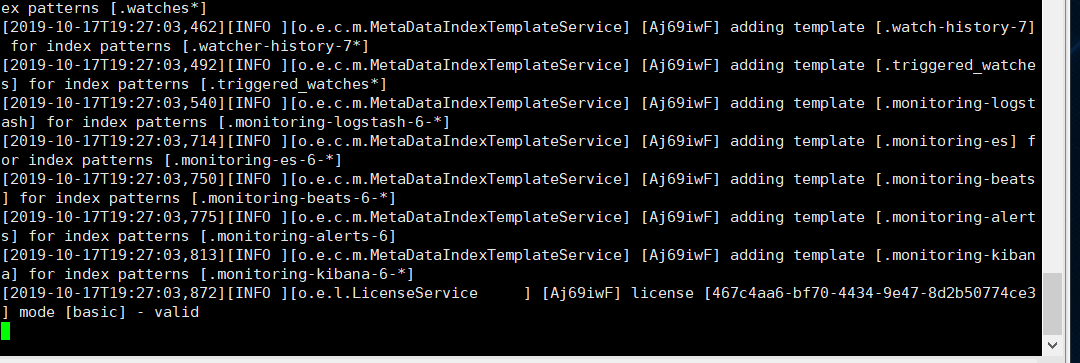 ex patterns [.watches*]
[2019-10-17T19:27:03,462][INFO ][o.e.c.m.MetaDataIndexTemplateService] [Aj69iwF] adding template [.watch-history-7]
 for index patterns [.watcher-history-7*]
[2019-10-17T19:27:03,492][INFO ][o.e.c.m.MetaDataIndexTemplateService] [Aj69iwF] adding template [.triggered_watche
s] for index patterns [.triggered_watches*]
[2019-10-17T19:27:03,540][INFO ][o.e.c.m.MetaDataIndexTemplateService] [Aj69iwF] adding template [.monitoring-logst
ash] for index patterns [.monitoring-logstash-6-*]
[2019-10-17T19:27:03,714][INFO ][o.e.c.m.MetaDataIndexTemplateService] [Aj69iwF] adding template [.monitoring-es] f
or index patterns [.monitoring-es-6-*]
[2019-10-17T19:27:03,750][INFO ][o.e.c.m.MetaDataIndexTemplateService] [Aj69iwF] adding template [.monitoring-beats
] for index patterns [.monitoring-beats-6-*]
[2019-10-17T19:27:03,775][INFO ][o.e.c.m.MetaDataIndexTemplateService] [Aj69iwF] adding template [.monitoring-alert
s] for index patterns [.monitoring-alerts-6]
[2019-10-17T19:27:03,813][INFO ][o.e.c.m.MetaDataIndexTemplateService] [Aj69iwF] adding template [.monitoring-kiban
a] for index patterns [.monitoring-kibana-6-*]
[2019-10-17T19:27:03,872][INFO ][o.e.l.LicenseService     ] [Aj69iwF] license [467c4aa6-bf70-4434-9e47-8d2b50774ce3
] mode [basic] - valid